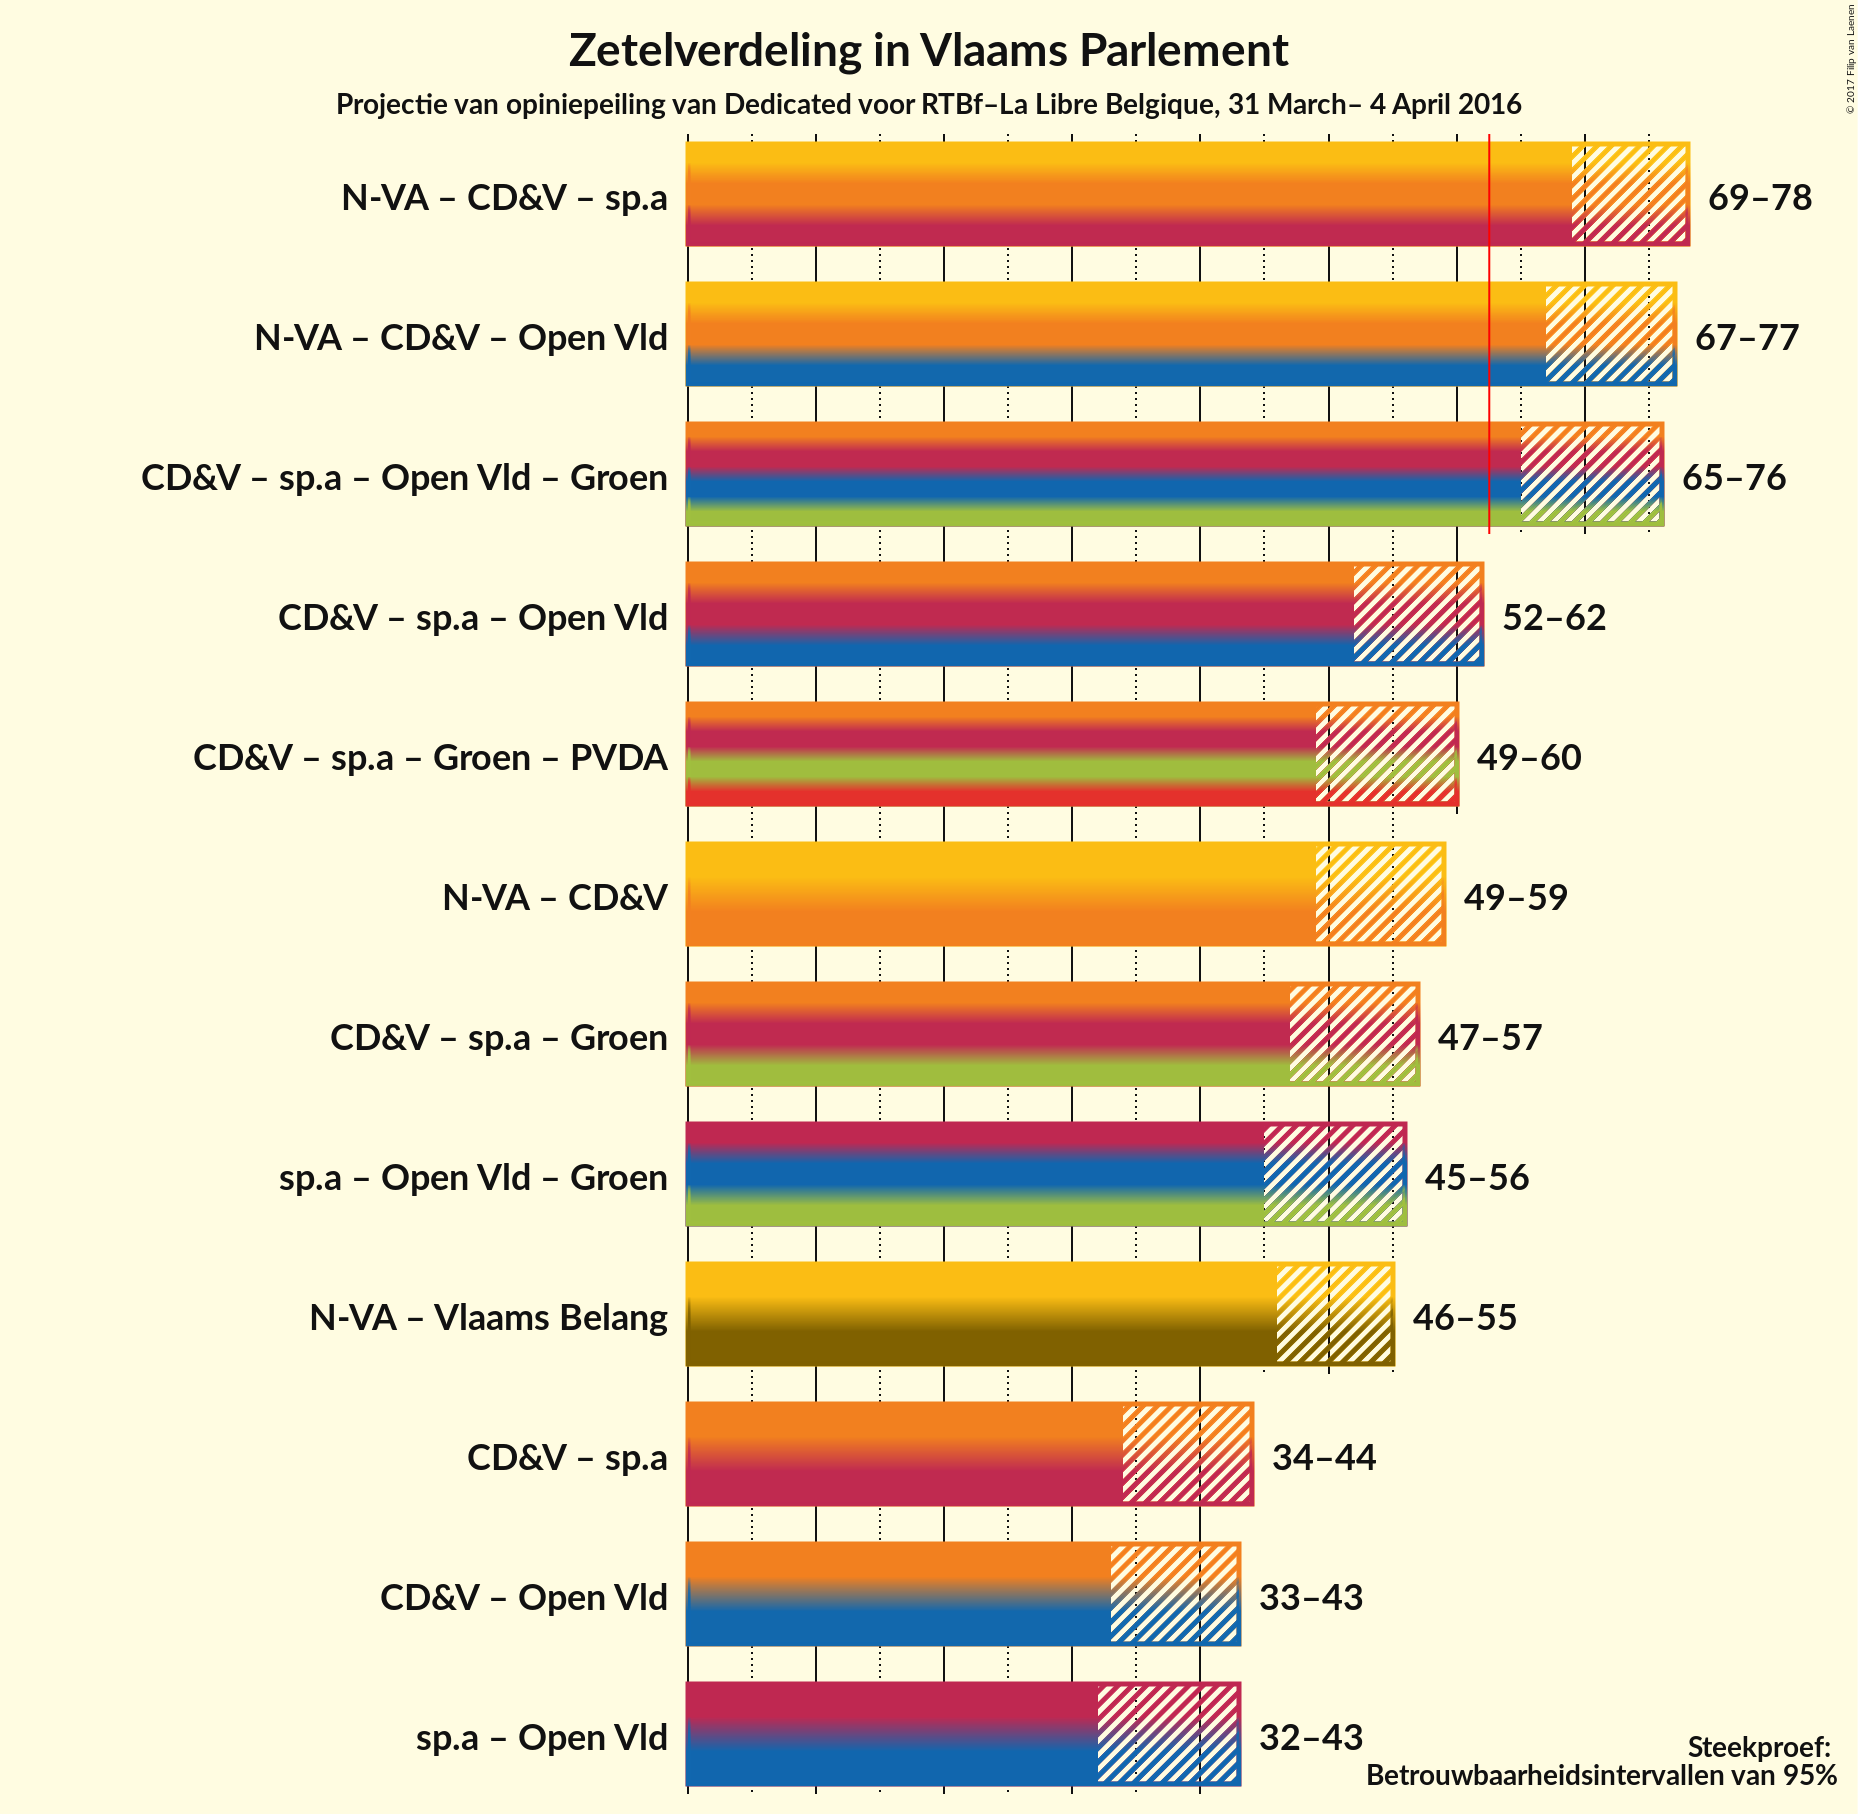 Zetelverdeling in Vlaams Parlement
Projectie van opiniepeiling van Dedicated voor RTBf–La Libre Belgique, 31 March– 4 April 2016
© 2017 Filip van Laenen
N-VA – CD&V – sp.a 69–78
N-VA – CD&V – Open Vld 67–77
CD&V – sp.a – Open Vld – Groen 65–76
CD&V – sp.a – Open Vld 52–62
CD&V – sp.a – Groen – PVDA 49–60
N-VA – CD&V 49–59
CD&V – sp.a – Groen 47–57
sp.a – Open Vld – Groen 45–56
N-VA – Vlaams Belang 46–55
CD&V – sp.a 34–44
CD&V – Open Vld 33–43
sp.a – Open Vld 32–43
Steekproef:
Betrouwbaarheidsintervallen van 95%